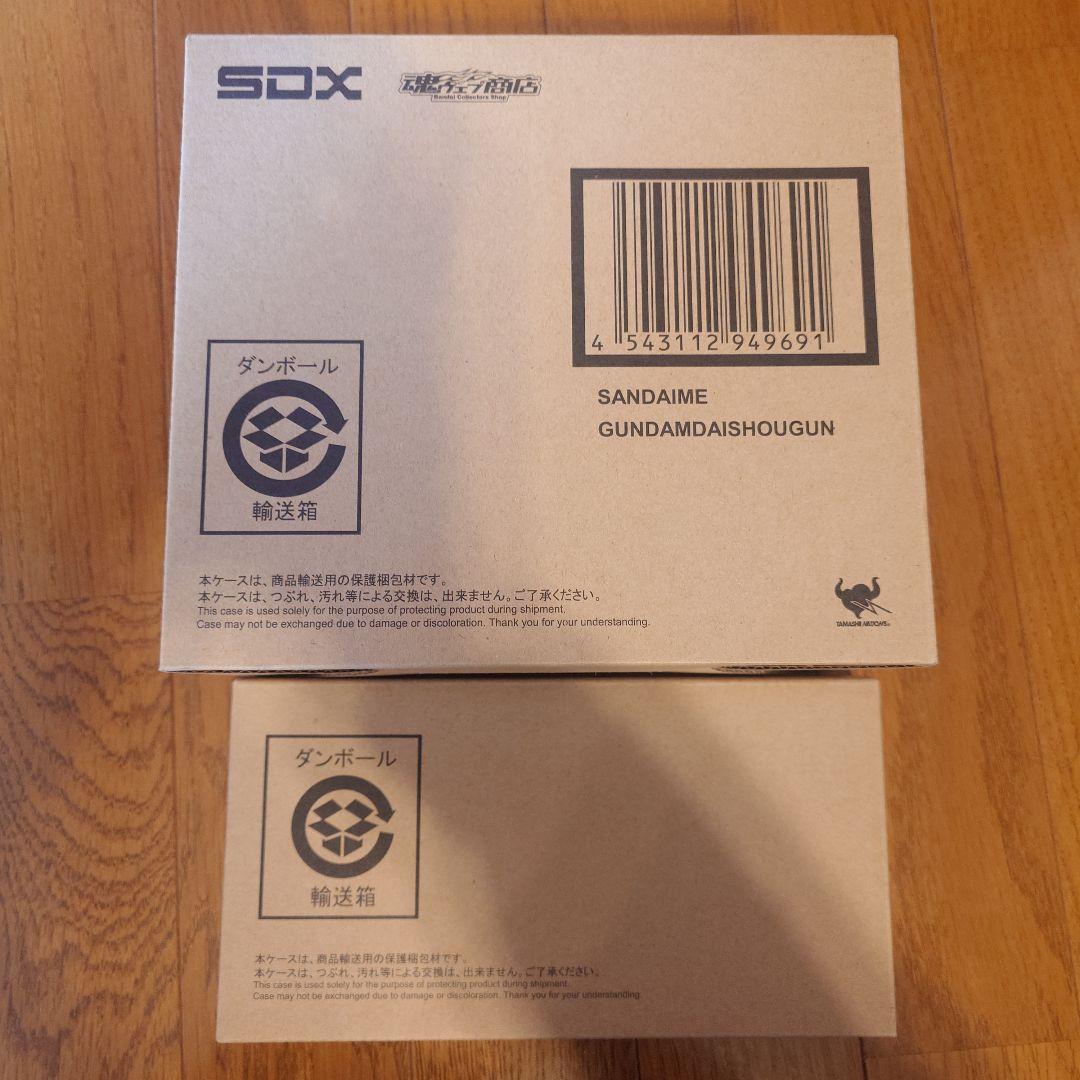 SDX
魂ウェブ商店
Bandai Collectors Shop
4 543112 949691
SANDAIME
GUNDAMDAISHOUGUN
ダンボール
輸送箱
本ケースは、商品輸送用の保護梱包材です。
本ケースは、つぶれ、汚れ等による交換は、出来ません。ご了承ください。
This case is used solely for the purpose of protecting product during shipment.
Case may not be exchanged due to damage or discoloration. Thank you for your understanding.
TAMASHII NATIONS
ダンボール
輸送箱
本ケースは、商品輸送用の保護梱包材です。
本ケースは、つぶれ、汚れ等による交換は、出来ません。ご了承ください。
This case is used solely for the purpose of protecting product during shipment.
Case may not be exchanged due to damage or discoloration. Thank you for your understanding.